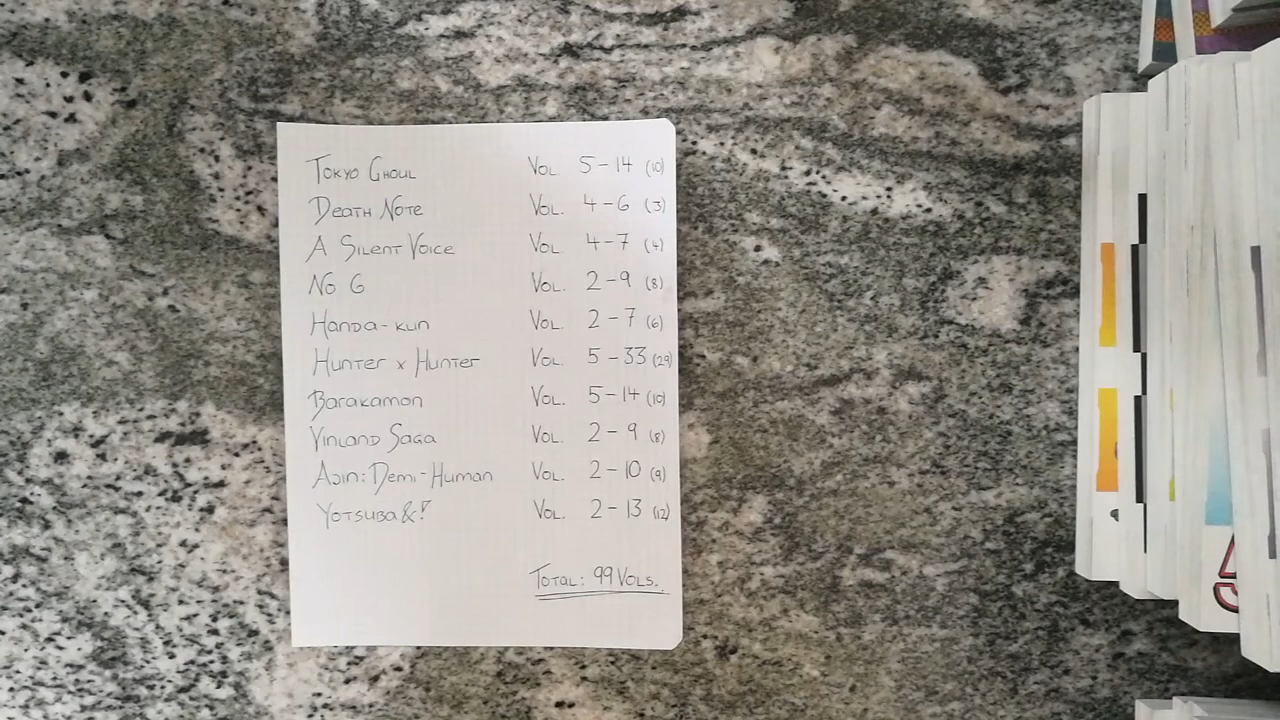 Tokyo Ghoul Vol 5-14 (10)
Death Note Vol. 4-6 (3)
A Silent Voice Vol 4-7 (4)
No 6 Vol. 2-9 (8)
Handa-kun Vol. 2-7 (6)
Hunter x Hunter Vol. 5-33 (29)
Barakamon Vol. 5-14 (10)
Vinland Saga Vol. 2-9 (8)
Ajin: Demi-Human Vol. 2-10 (9)
Yotsuba&! Vol. 2-13 (12)
Total: 99 Vols.